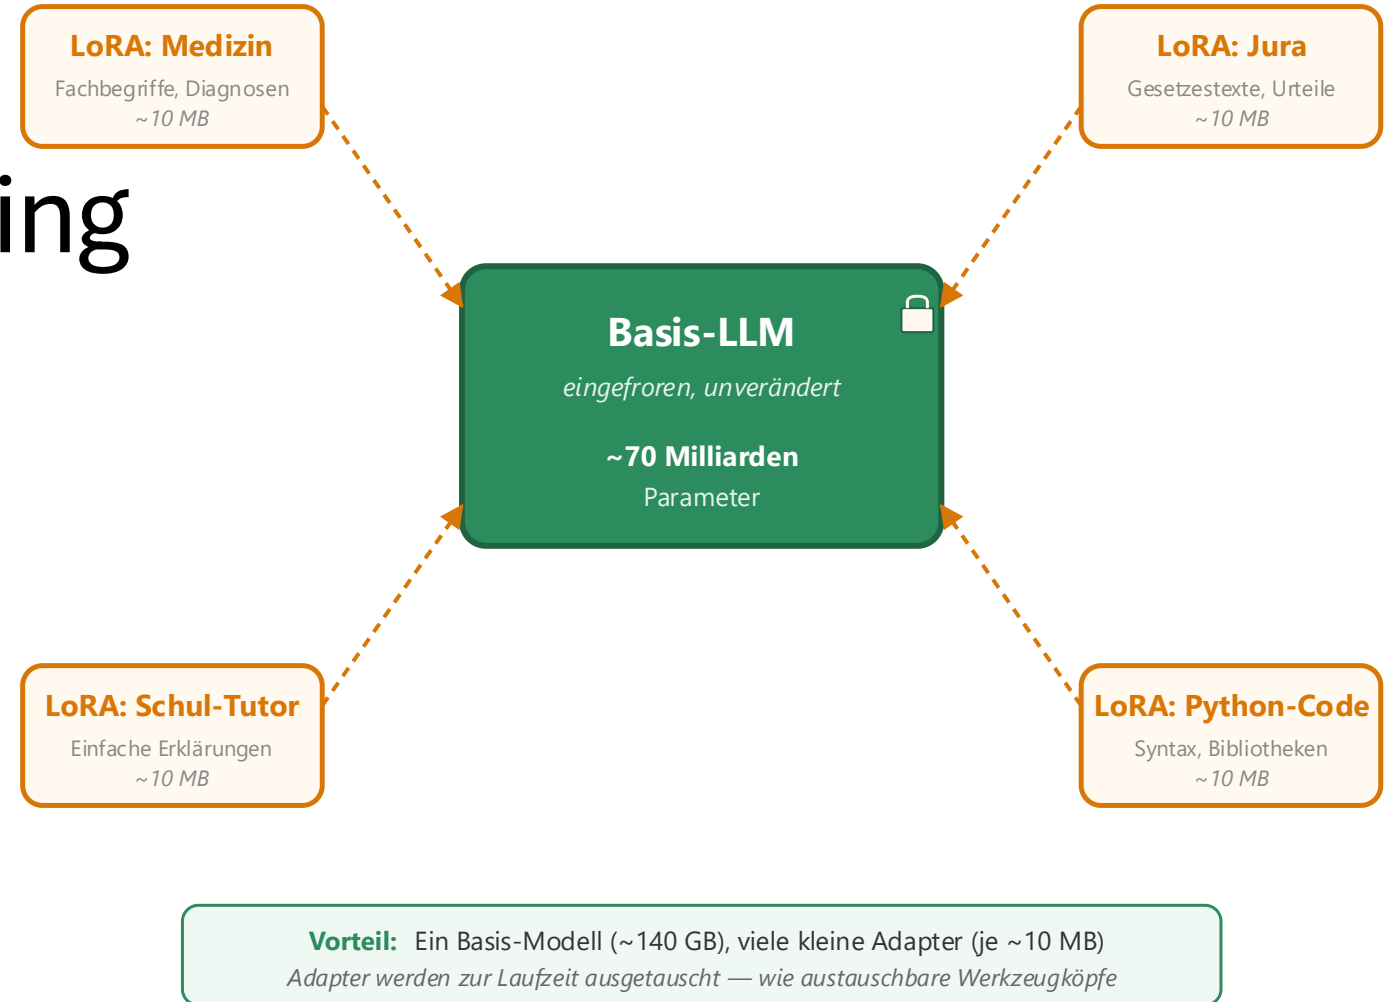 LoRA: Medizin
Fachbegriffe, Diagnosen
~10 MB
LoRA: Jura
Gesetzestexte, Urteile
~10 MB
ing
Basis-LLM
eingefroren, unverändert
~70 Milliarden
Parameter
LoRA: Schul-Tutor
Einfache Erklärungen
~10 MB
LoRA: Python-Code
Syntax, Bibliotheken
~10 MB
Vorteil: Ein Basis-Modell (~140 GB), viele kleine Adapter (je ~10 MB)
Adapter werden zur Laufzeit ausgetauscht — wie austauschbare Werkzeugköpfe